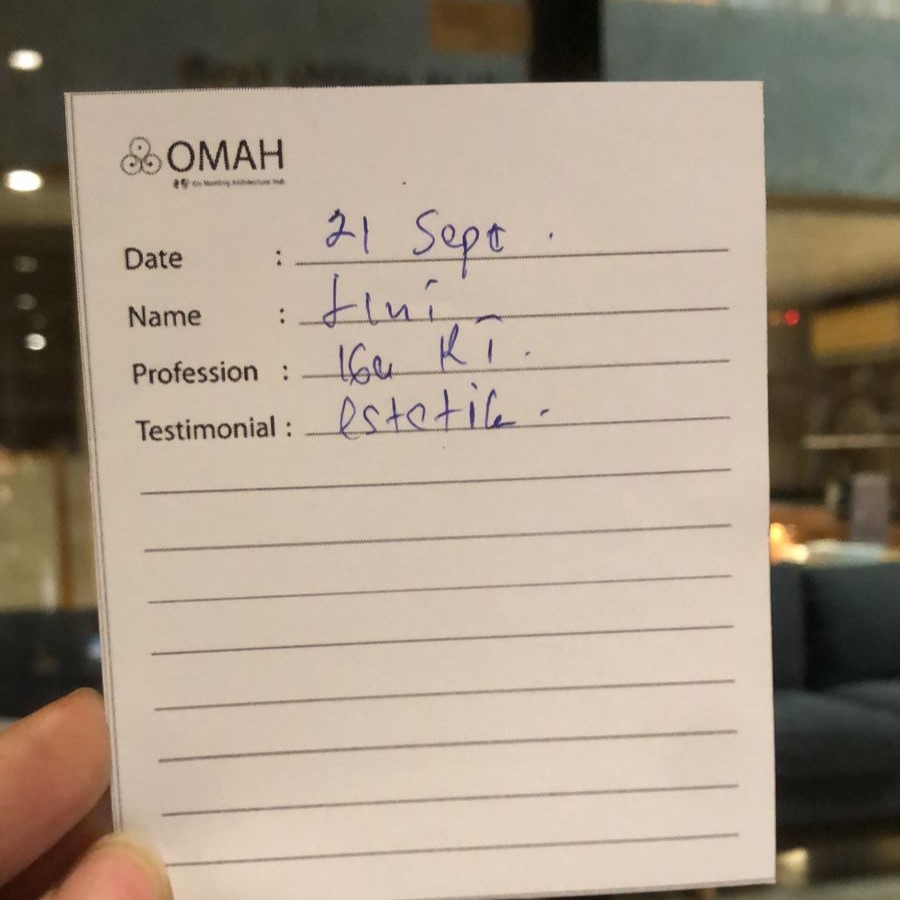 OMAH
Date : 21 Sept.
Name :
Profession : Ibu RT.
Testimonial : estetik.